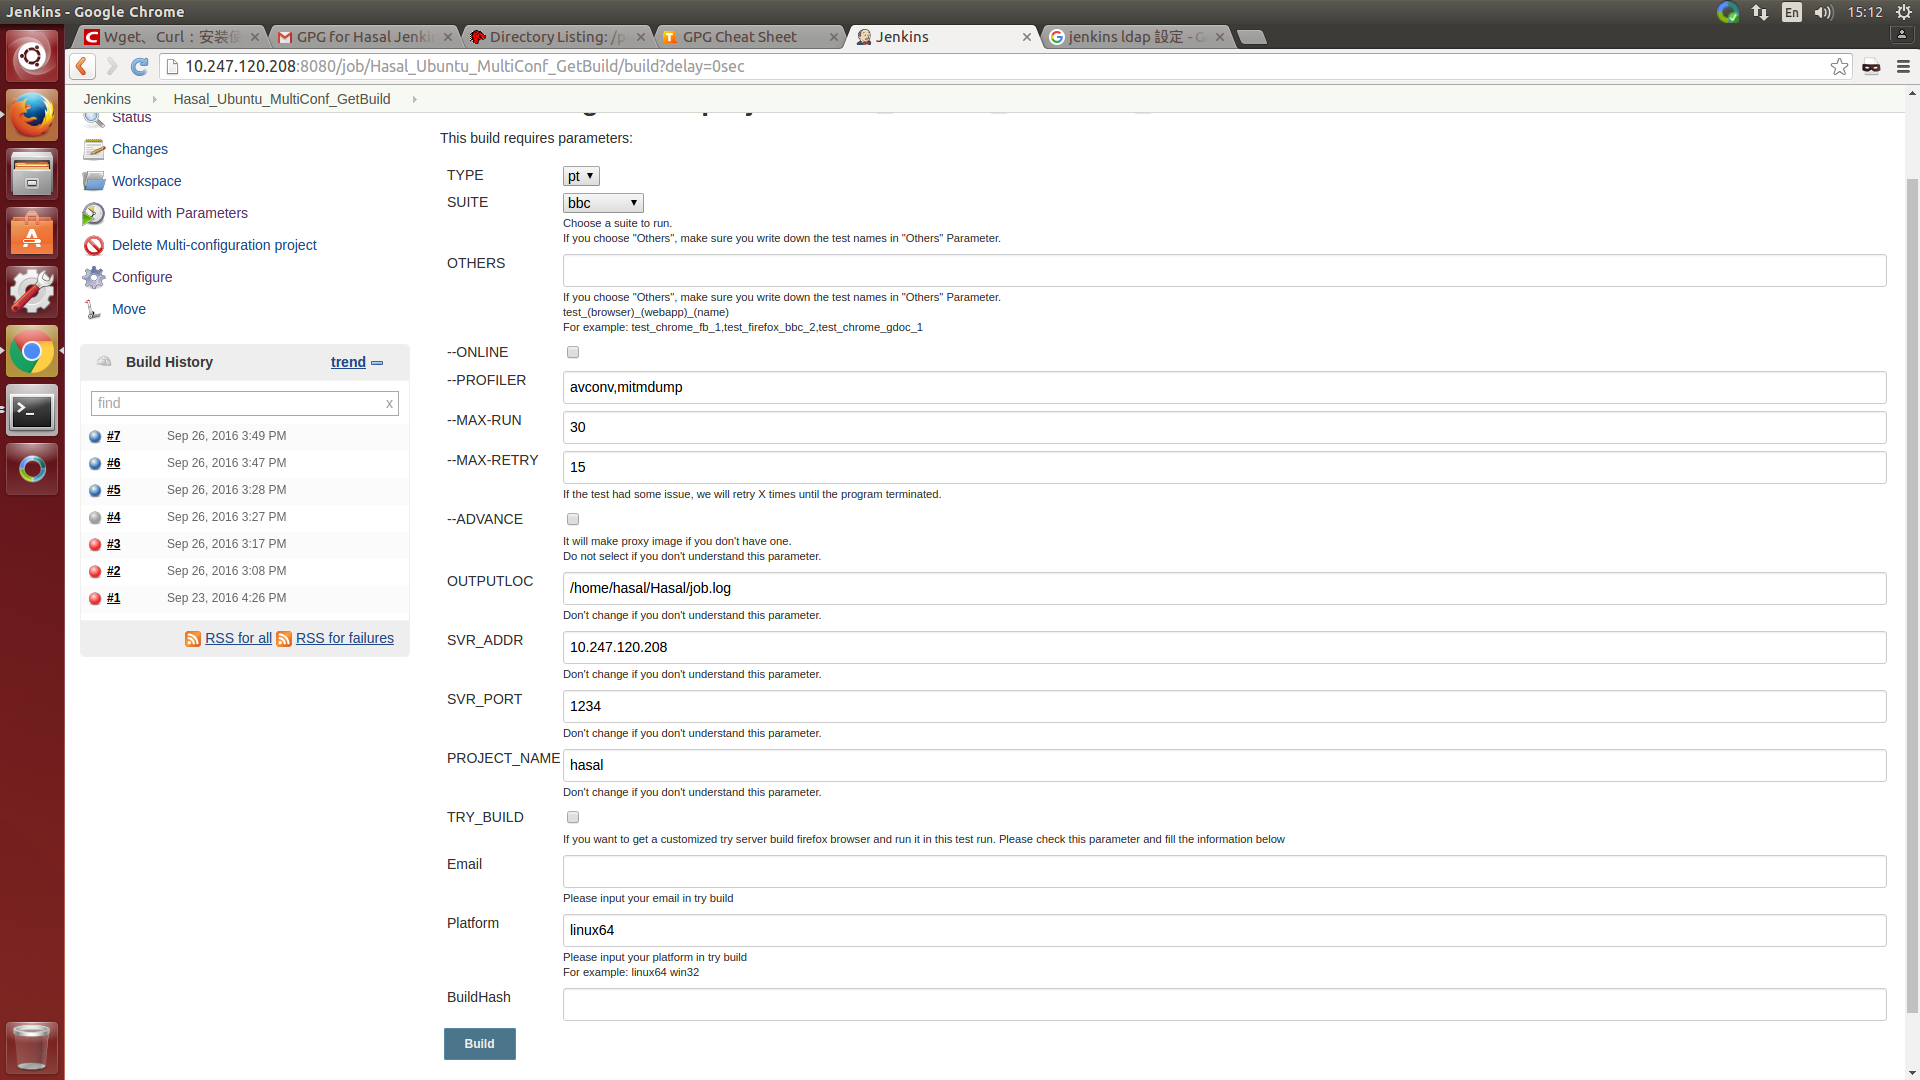 Jenkins - Google Chrome
En
15:12
Wget、Curl：安裝
GPG for Hasal Jenki
Directory Listing: /p
GPG Cheat Sheet
Jenkins
jenkins ldap 設定 - G
10.247.120.208:8080/job/Hasal_Ubuntu_MultiConf_GetBuild/build?delay=0sec
Jenkins
Hasal_Ubuntu_MultiConf_GetBuild
Status
Changes
Workspace
Build with Parameters
Delete Multi-configuration project
Configure
Move
Build History
trend
find
x
#7 Sep 26, 2016 3:49 PM
#6 Sep 26, 2016 3:47 PM
#5 Sep 26, 2016 3:28 PM
#4 Sep 26, 2016 3:27 PM
#3 Sep 26, 2016 3:17 PM
#2 Sep 26, 2016 3:08 PM
#1 Sep 23, 2016 4:26 PM
RSS for all RSS for failures
This build requires parameters:
TYPE pt
SUITE bbc
Choose a suite to run.
If you choose "Others", make sure you write down the test names in "Others" Parameter.
OTHERS
If you choose "Others", make sure you write down the test names in "Others" Parameter.
test_(browser)_(webapp)_(name)
For example: test_chrome_fb_1,test_firefox_bbc_2,test_chrome_gdoc_1
--ONLINE
--PROFILER avconv,mitmdump
--MAX-RUN 30
--MAX-RETRY 15
If the test had some issue, we will retry X times until the program terminated.
--ADVANCE
It will make proxy image if you don't have one.
Do not select if you don't understand this parameter.
OUTPUTLOC /home/hasal/Hasal/job.log
Don't change if you don't understand this parameter.
SVR_ADDR 10.247.120.208
Don't change if you don't understand this parameter.
SVR_PORT 1234
Don't change if you don't understand this parameter.
PROJECT_NAME hasal
Don't change if you don't understand this parameter.
TRY_BUILD
If you want to get a customized try server build firefox browser and run it in this test run. Please check this parameter and fill the information below
Email
Please input your email in try build
Platform linux64
Please input your platform in try build
For example: linux64 win32
BuildHash
Build